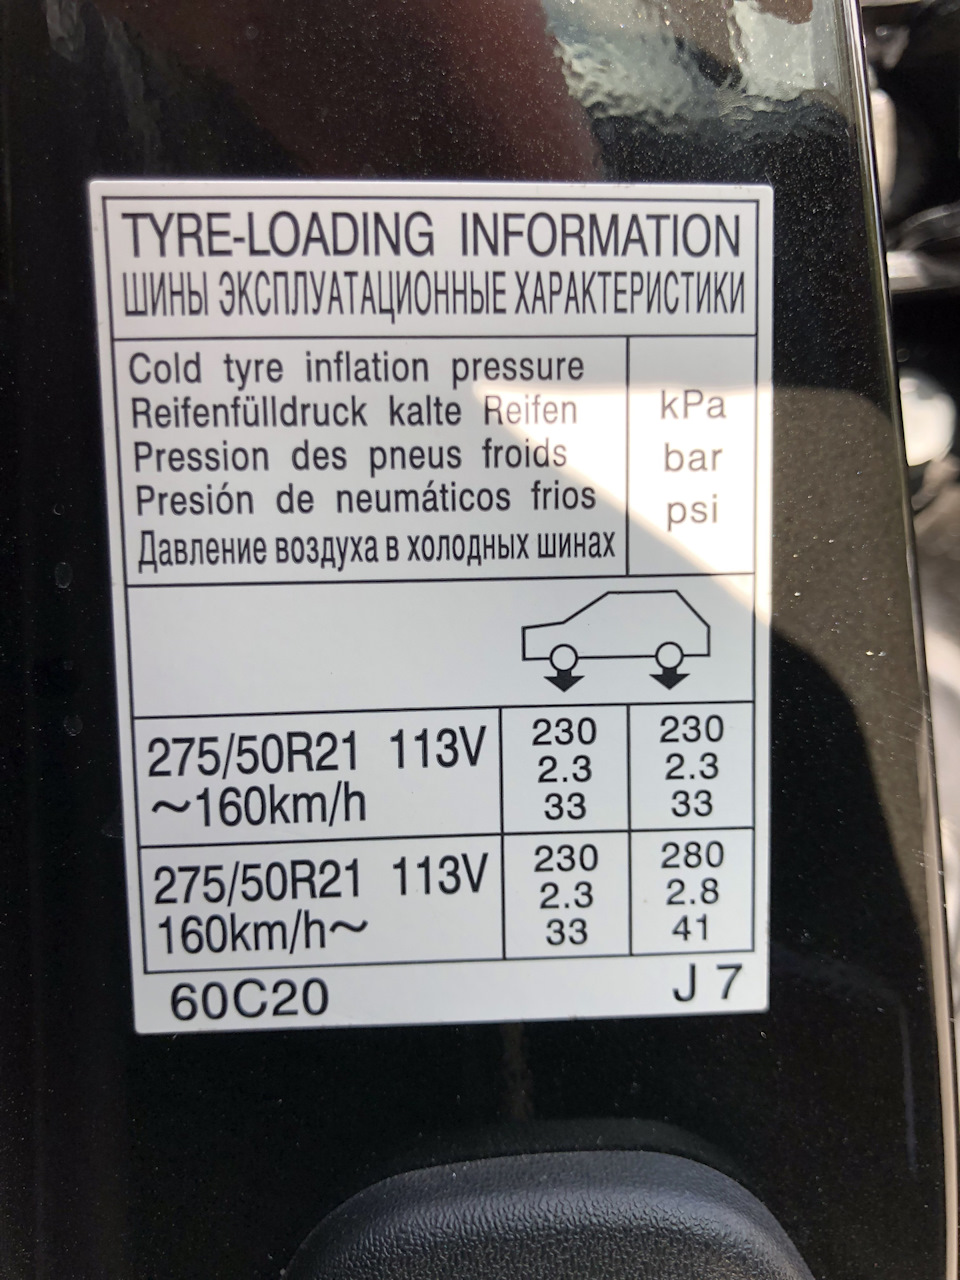 TYRE-LOADING INFORMATION
ШИНЫ ЭКСПЛУАТАЦИОННЫЕ ХАРАКТЕРИСТИКИ
Cold tyre inflation pressure
Reifenfülldruck kalte Reifen
Pression des pneus froids
Presión de neumáticos frios
Давление воздуха в холодных шинах
kPa
bar
psi
275/50R21 113V
~160km/h
230
2.3
33
230
2.3
33
275/50R21 113V
160km/h~
230
2.3
33
280
2.8
41
60C20 J 7